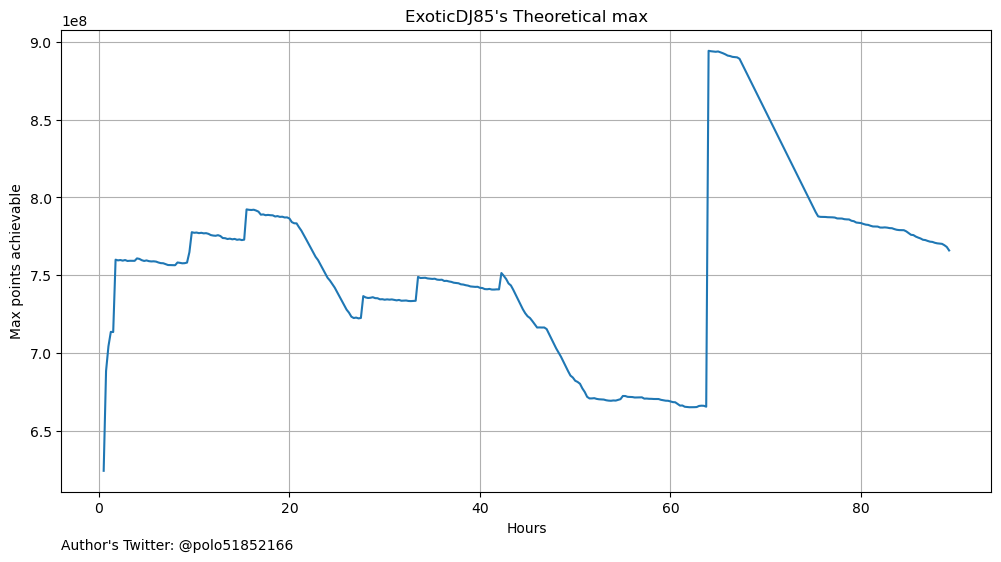 ExoticDJ85's Theoretical max
1e8
9.0
8.5
8.0
7.5
7.0
6.5
Max points achievable
0 20 40 60 80
Hours
Author's Twitter: @polo51852166